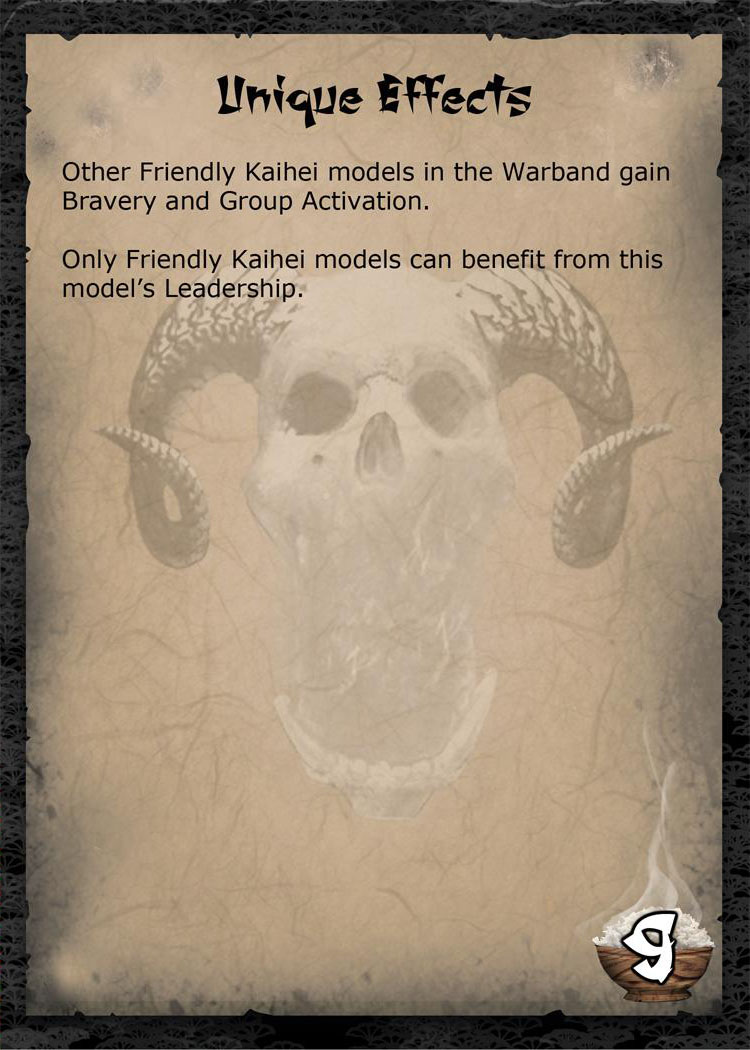 Unique Effects
Other Friendly Kaihei models in the Warband gain
Bravery and Group Activation.
Only Friendly Kaihei models can benefit from this
model’s Leadership.
9